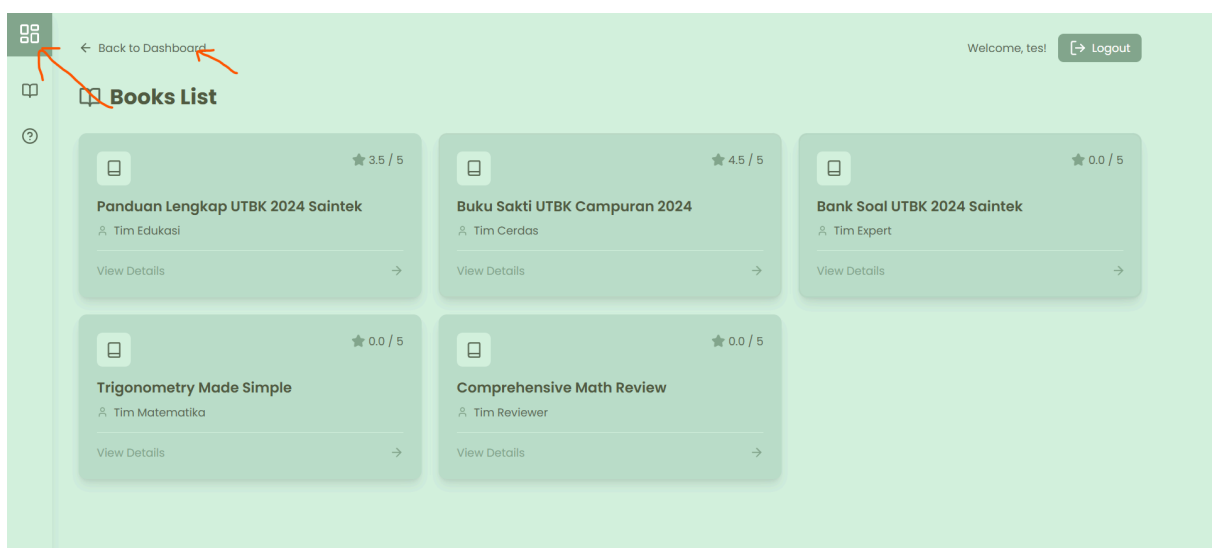 Back to Dashboard
Welcome, tes!
Logout
Books List
3.5 / 5
Panduan Lengkap UTBK 2024 Saintek
Tim Edukasi
View Details
4.5 / 5
Buku Sakti UTBK Campuran 2024
Tim Cerdas
View Details
0.0 / 5
Bank Soal UTBK 2024 Saintek
Tim Expert
View Details
0.0 / 5
Trigonometry Made Simple
Tim Matematika
View Details
0.0 / 5
Comprehensive Math Review
Tim Reviewer
View Details